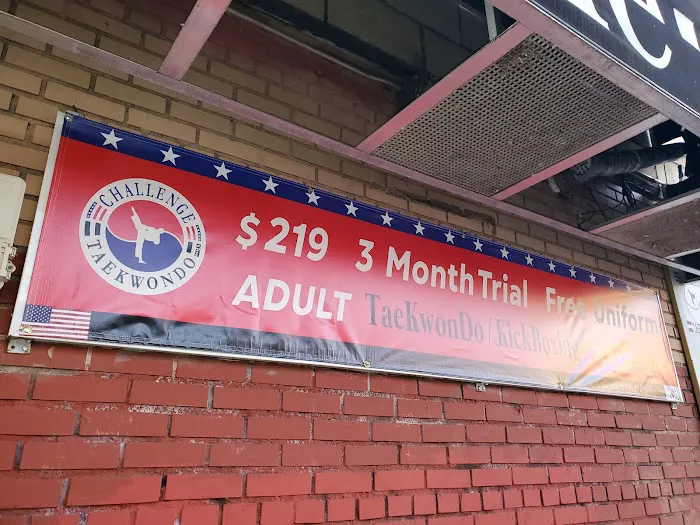 CHALLENGE
TAEKWONDO
$219 3 Month Trial Free Uniform
ADULT TaeKwonDo / KickBoxing